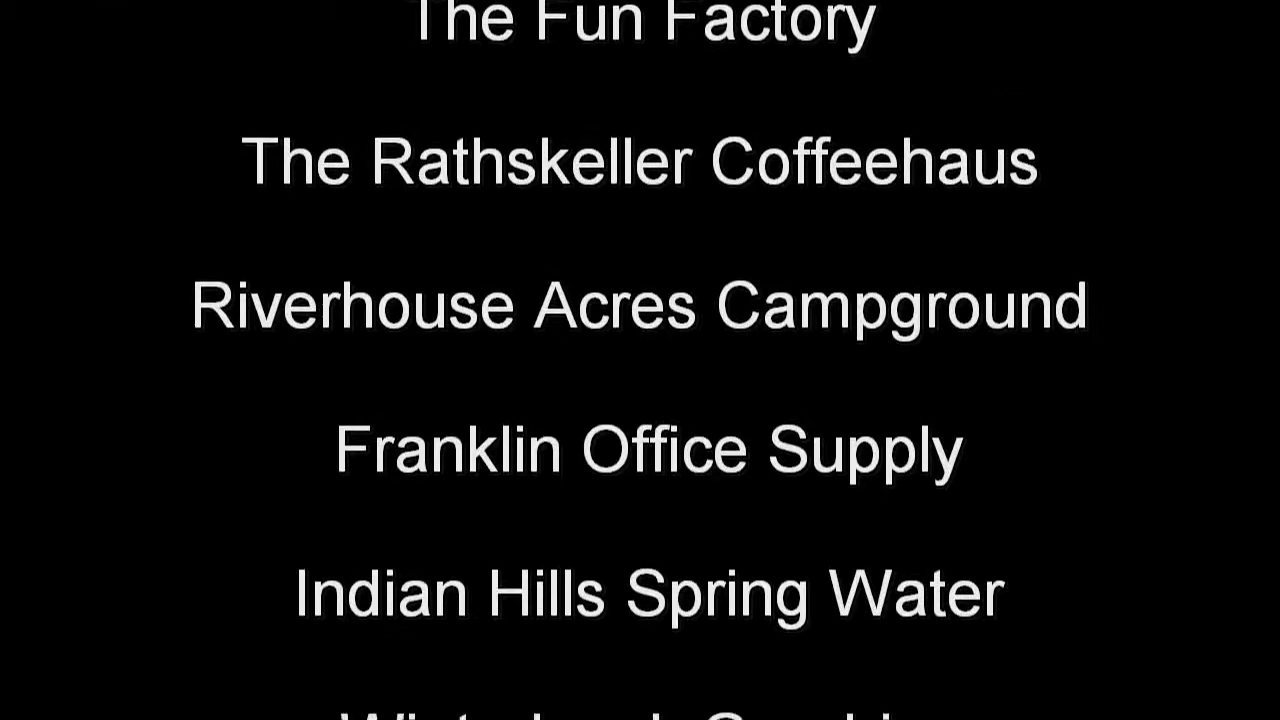 The Fun Factory
The Rathskeller Coffeehaus
Riverhouse Acres Campground
Franklin Office Supply
Indian Hills Spring Water